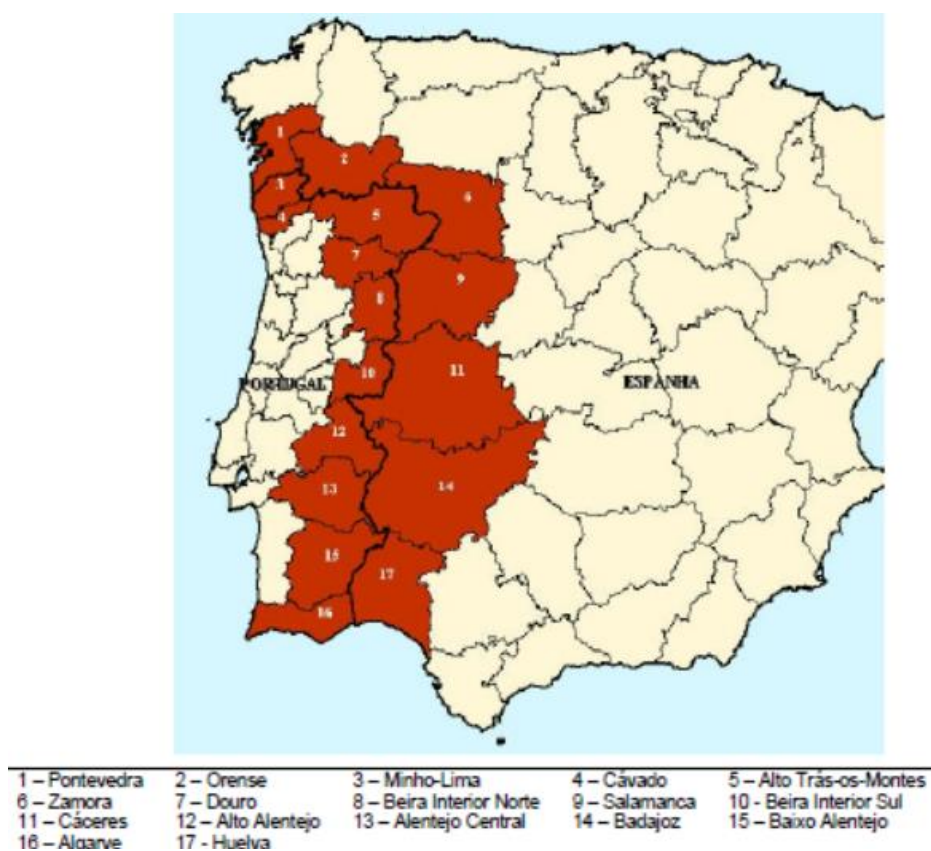 1
2
3
6
4
5
7
9
8
10
11
PORTUGAL
ESPANHA
12
13
14
15
17
16
1 – Pontevedra 2 – Orense 3 – Minho-Lima 4 – Cávado 5 – Alto Trás-os-Montes
6 – Zamora 7 – Douro 8 – Beira Interior Norte 9 – Salamanca 10 - Beira Interior Sul
11 – Cáceres 12 – Alto Alentejo 13 – Alentejo Central 14 – Badajoz 15 – Baixo Alentejo
16 – Algarve 17 - Huelva